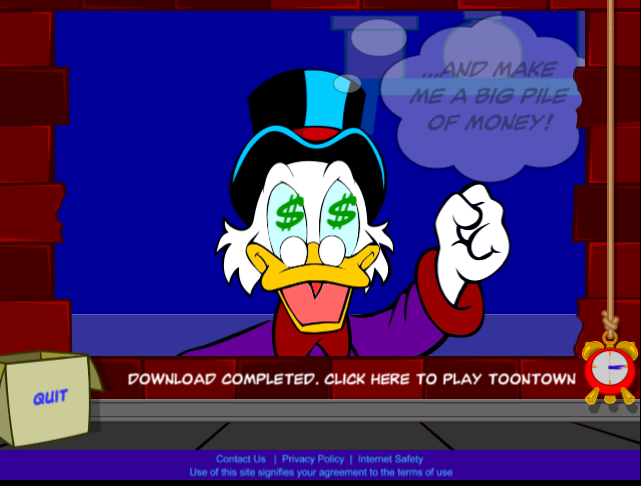 ...AND MAKE
ME A BIG PILE
OF MONEY!
$ $
QUIT
DOWNLOAD COMPLETED. CLICK HERE TO PLAY TOONTOWN
Contact Us | Privacy Policy | Internet Safety
Use of this site signifies your agreement to the terms of use